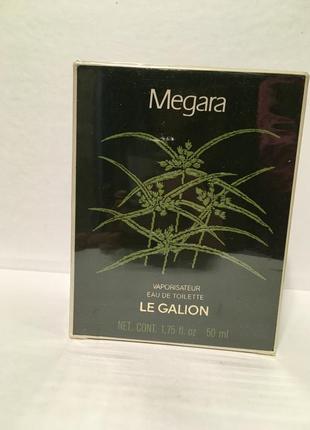 Megara
VAPORISATEUR
EAU DE TOILETTE
LE GALION
NET. CONT. 1,75 fl. oz 50 ml